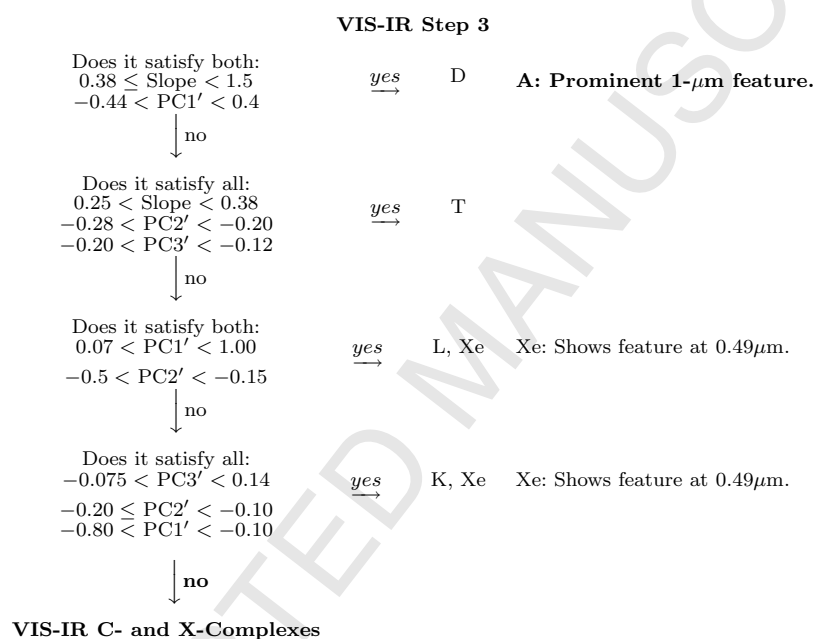 VIS-IR Step 3
Does it satisfy both:
0.38 ≤ Slope < 1.5
−0.44 < PC1′ < 0.4
yes
→
D
A: Prominent 1-μm feature.
↓ no
Does it satisfy all:
0.25 < Slope < 0.38
−0.28 < PC2′ < −0.20
−0.20 < PC3′ < −0.12
yes
→
T
↓ no
Does it satisfy both:
0.07 < PC1′ < 1.00
−0.5 < PC2′ < −0.15
yes
→
L, Xe
Xe: Shows feature at 0.49μm.
↓ no
Does it satisfy all:
−0.075 < PC3′ < 0.14
−0.20 ≤ PC2′ < −0.10
−0.80 < PC1′ < −0.10
yes
→
K, Xe
Xe: Shows feature at 0.49μm.
↓ no
VIS-IR C- and X-Complexes
TED MANUSC